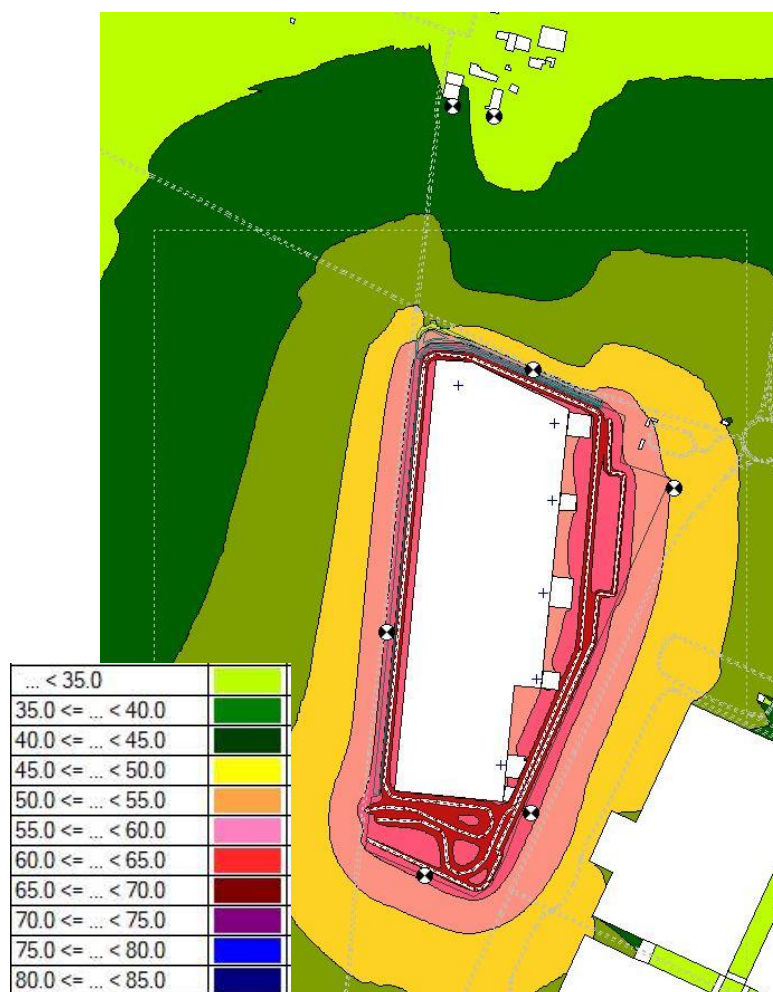 ... < 35.0
35.0 <= ... < 40.0
40.0 <= ... < 45.0
45.0 <= ... < 50.0
50.0 <= ... < 55.0
55.0 <= ... < 60.0
60.0 <= ... < 65.0
65.0 <= ... < 70.0
70.0 <= ... < 75.0
75.0 <= ... < 80.0
80.0 <= ... < 85.0